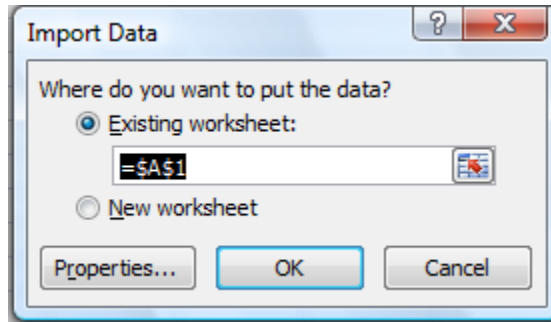 Import Data
Where do you want to put the data?
Existing worksheet:
=$A$1
New worksheet
Properties... OK Cancel